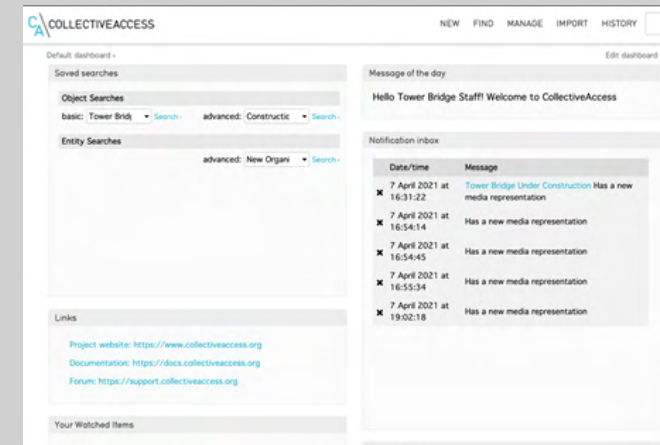 COLLECTIVEACCESS
NEW FIND MANAGE IMPORT HISTORY
Default dashboard ›
Edit dashboard
Saved searches
Object Searches
basic: Tower Brid Search›
advanced: Constructic Search›
Entity Searches
advanced: New Organi Search›
Links
Project website: https://www.collectiveaccess.org
Documentation: https://docs.collectiveaccess.org
Forum: https://support.collectiveaccess.org
Your Watched Items
Message of the day
Hello Tower Bridge Staff! Welcome to CollectiveAccess
Notification inbox
Date/time Message
7 April 2021 at Tower Bridge Under Construction Has a new
16:31:22 media representation
7 April 2021 at
16:54:14 Has a new media representation
7 April 2021 at
16:54:45 Has a new media representation
7 April 2021 at
16:55:34 Has a new media representation
7 April 2021 at
19:02:18 Has a new media representation